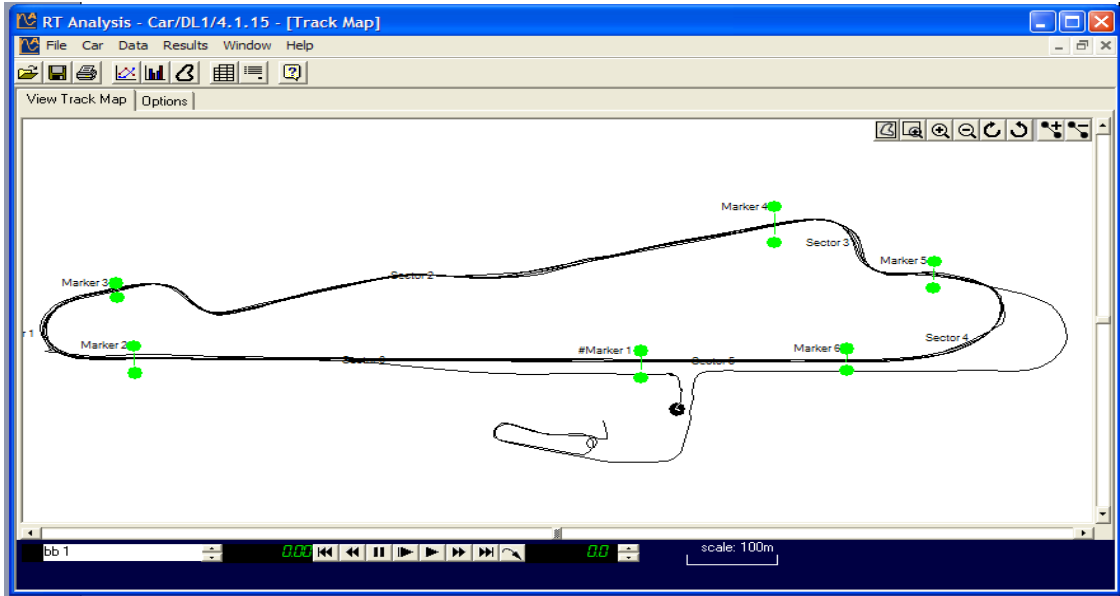 RT Analysis - Car/DL1/4.1.15 - [Track Map]
File Car Data Results Window Help
View Track Map Options
Marker 4
Sector 3
Marker 5
Sector 2
Marker 3
r 1
Marker 2
#Marker 1
Marker 6
Sector 4
Sector 5
bb 1
0.00
0.0
scale: 100m